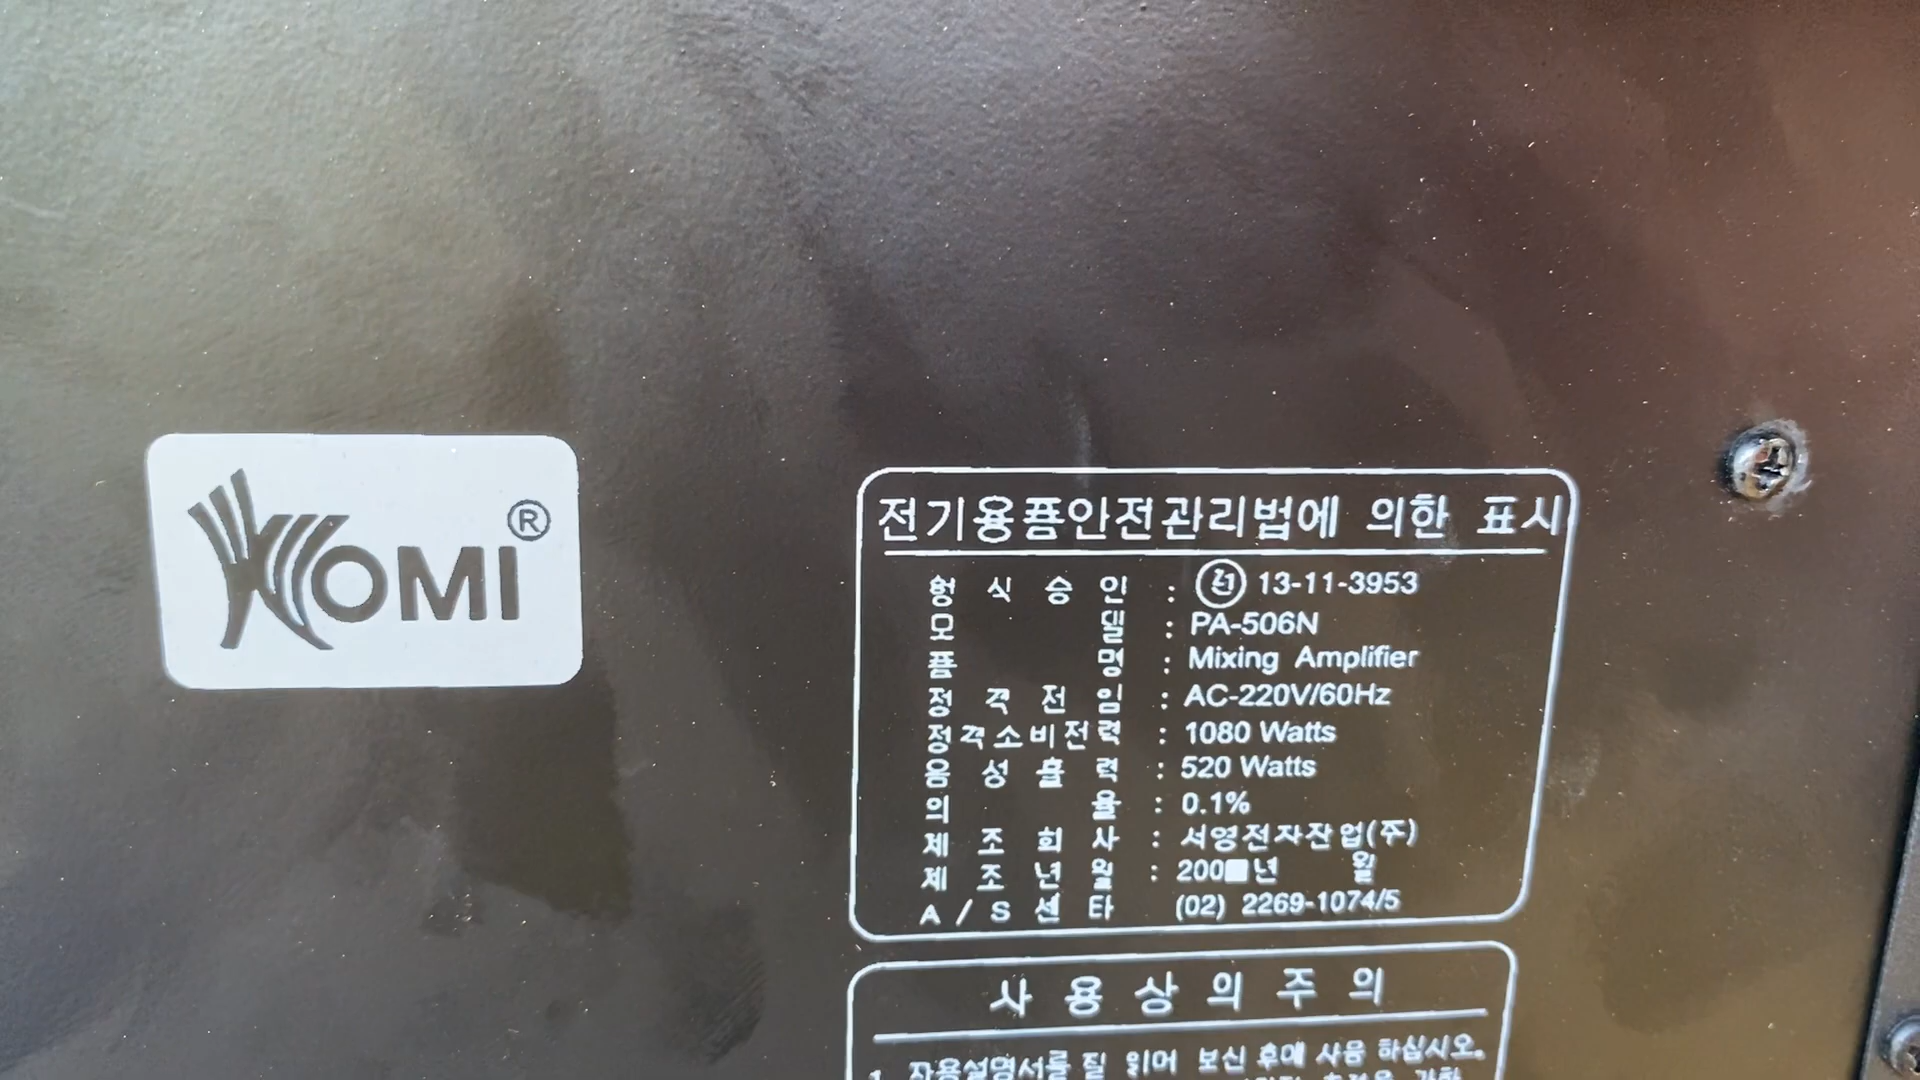 KOMI®
전기용품안전관리법에 의한 표시
형식승인 : 전 13-11-3953
모델 : PA-506N
품명 : Mixing Amplifier
정격전임 : AC-220V/60Hz
정격소비전력 : 1080 Watts
음성출력 : 520 Watts
의율 : 0.1%
제조회사 : 서영전자잔업(주)
제조년월 : 200■년 월
A/S센타 (02) 2269-1074/5
사용상의주의
1. 자용설명서를 잘 읽어 보신 후에 사용 하십시오.